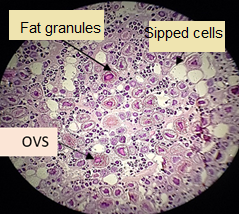 Fat granules
Sipped cells
OVS